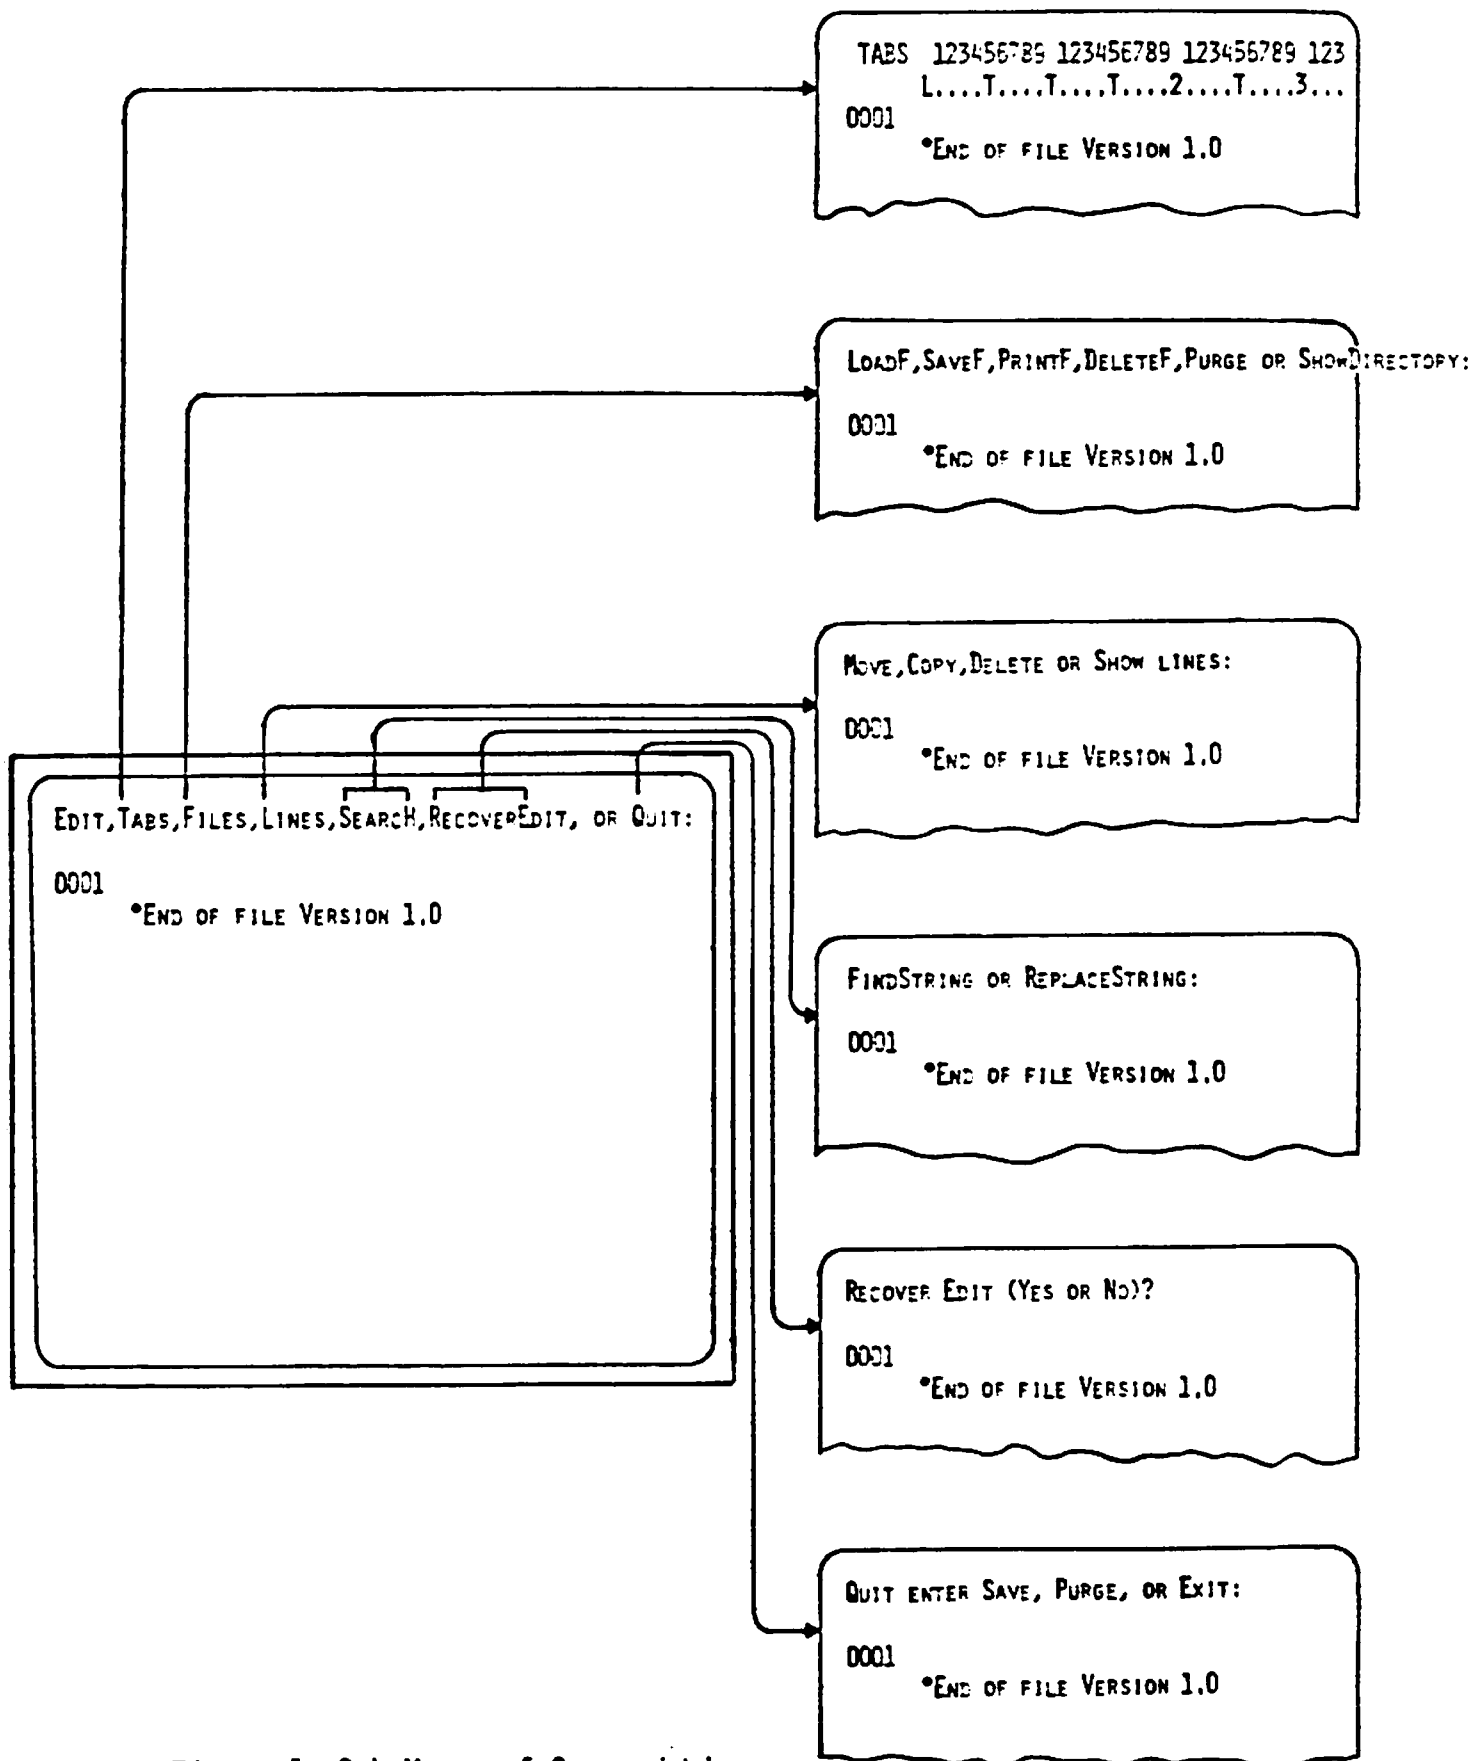 TABS 123456789 123456789 123456789 123
L....T....T....T....2....T....3...
0001
*End of file Version 1.0
LoadF,SaveF,PrintF,DeleteF,Purge or ShowDirectory:
0001
*End of file Version 1.0
Move,Copy,Delete or Show lines:
0001
*End of file Version 1.0
Edit,Tabs,Files,Lines,SearcH,RecoverEdit, or Quit:
0001
*End of file Version 1.0
FindString or ReplaceString:
0001
*End of file Version 1.0
Recover Edit (Yes or No)?
0001
*End of file Version 1.0
Quit enter Save, Purge, or Exit:
0001
*End of file Version 1.0